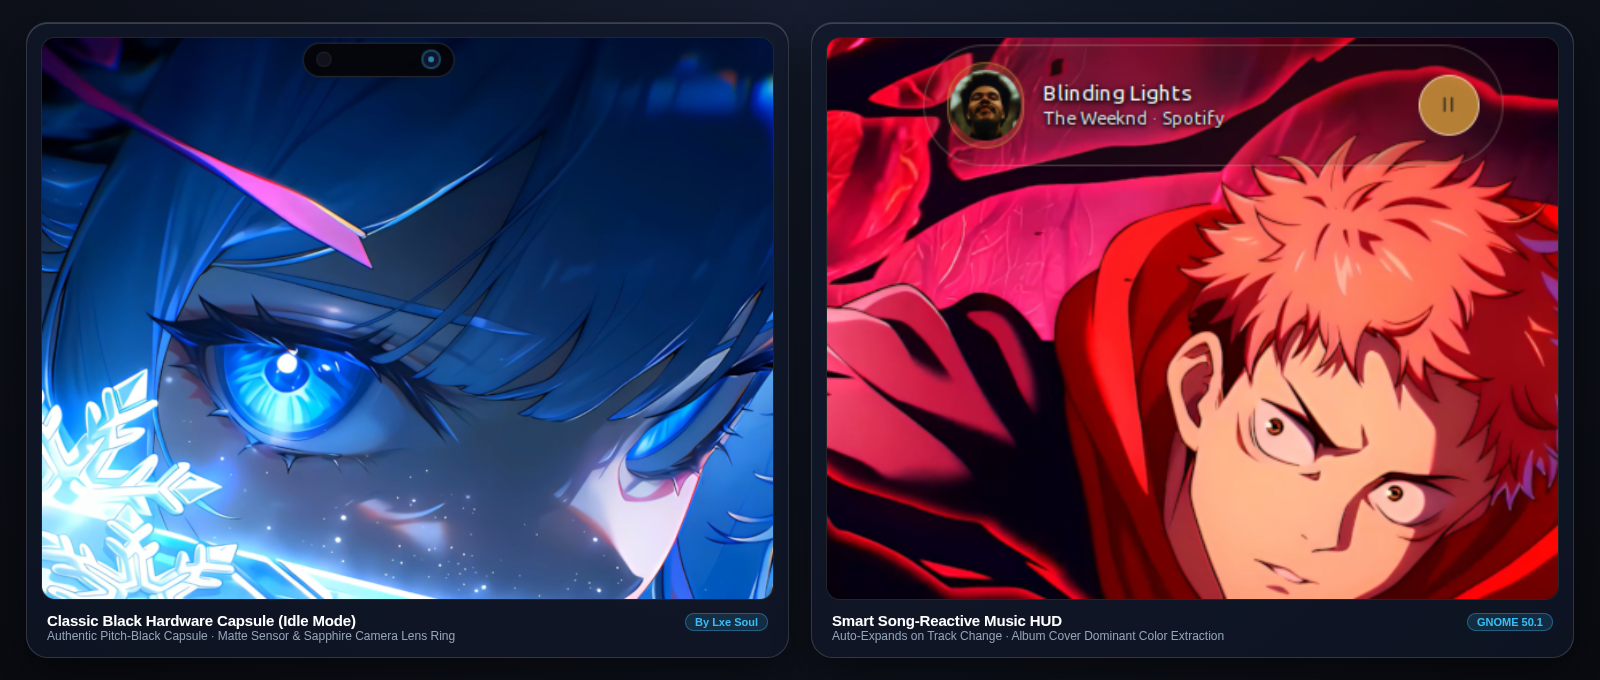 Blinding Lights
The Weeknd · Spotify
Classic Black Hardware Capsule (Idle Mode)
Authentic Pitch-Black Capsule · Matte Sensor & Sapphire Camera Lens Ring
By Lxe Soul
Smart Song-Reactive Music HUD
Auto-Expands on Track Change · Album Cover Dominant Color Extraction
GNOME 50.1